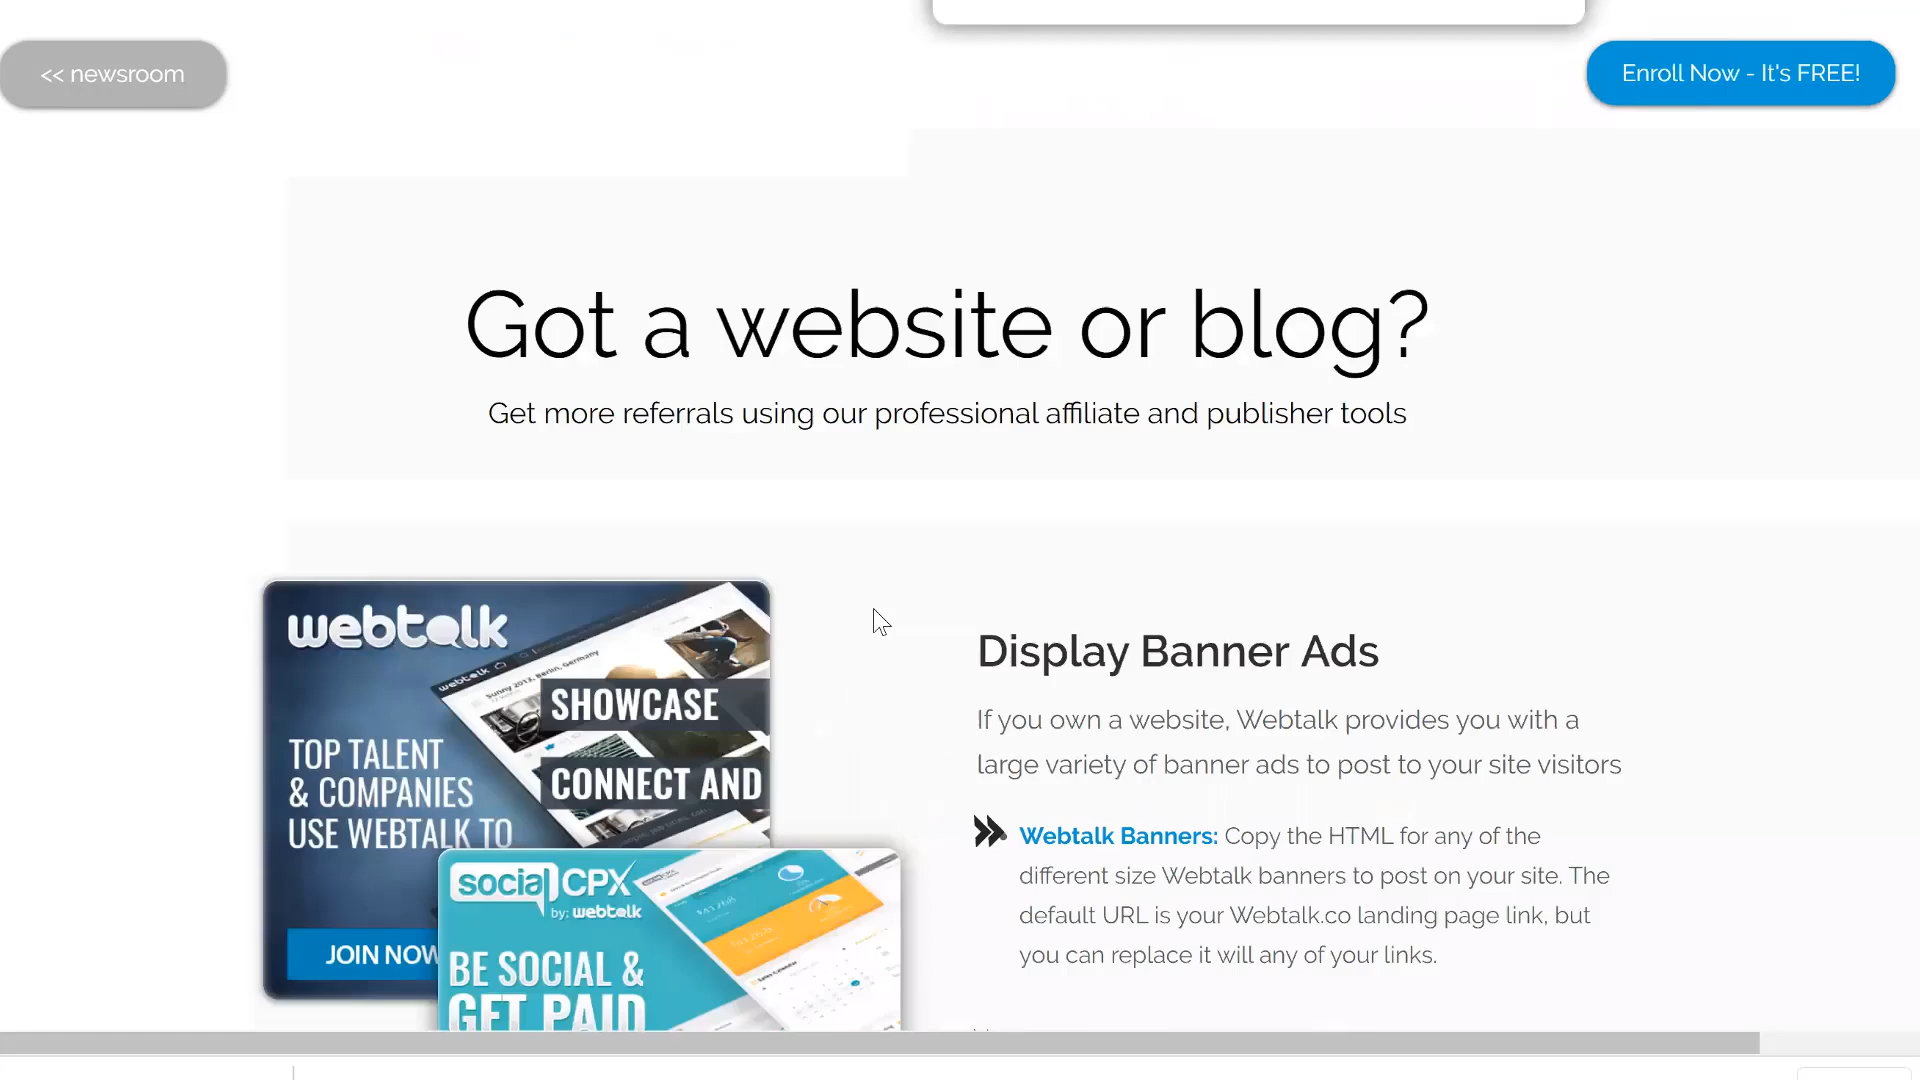 << newsroom
Enroll Now - It's FREE!
Got a website or blog?
Get more referrals using our professional affiliate and publisher tools
webtalk
webtalk
Sunny 2013, Berlin, Germany
SHOWCASE
CONNECT AND
TOP TALENT
& COMPANIES
USE WEBTALK TO
JOIN NOW
social CPX
by: webtalk
BE SOCIAL &
GET PAID
Display Banner Ads
If you own a website, Webtalk provides you with a
large variety of banner ads to post to your site visitors
Webtalk Banners: Copy the HTML for any of the
different size Webtalk banners to post on your site. The
default URL is your Webtalk.co landing page link, but
you can replace it will any of your links.